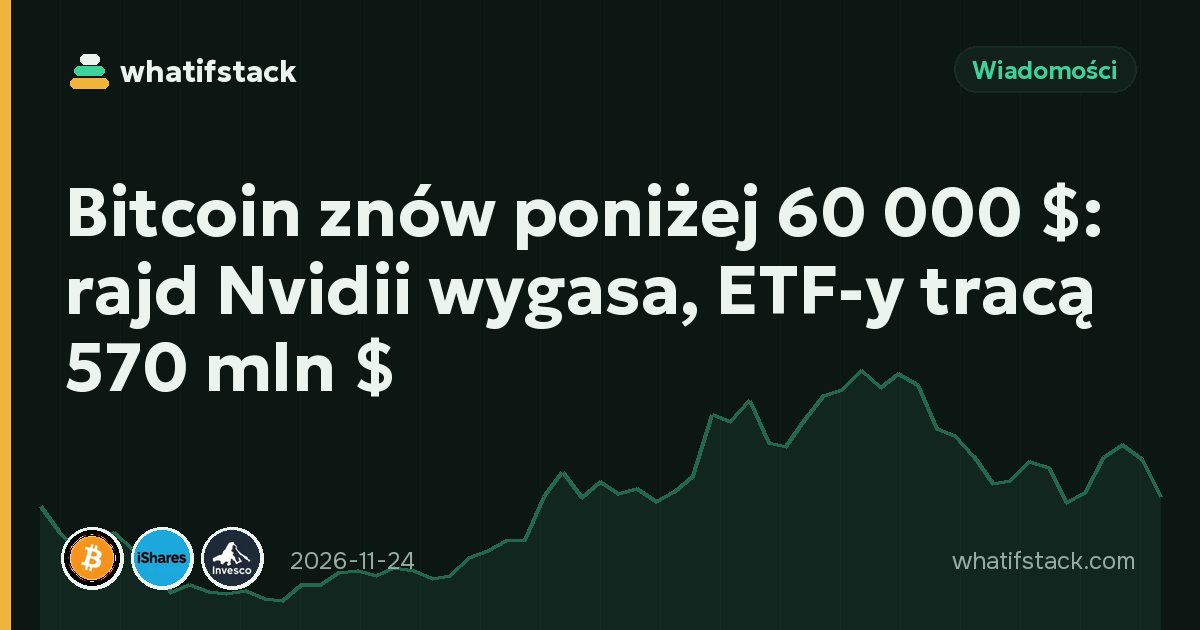 whatifstack
Wiadomości
Bitcoin znów poniżej 60 000 $:
rajd Nvidii wygasa, ETF-y tracą
570 mln $
iShares
Invesco
2026-11-24
whatifstack.com